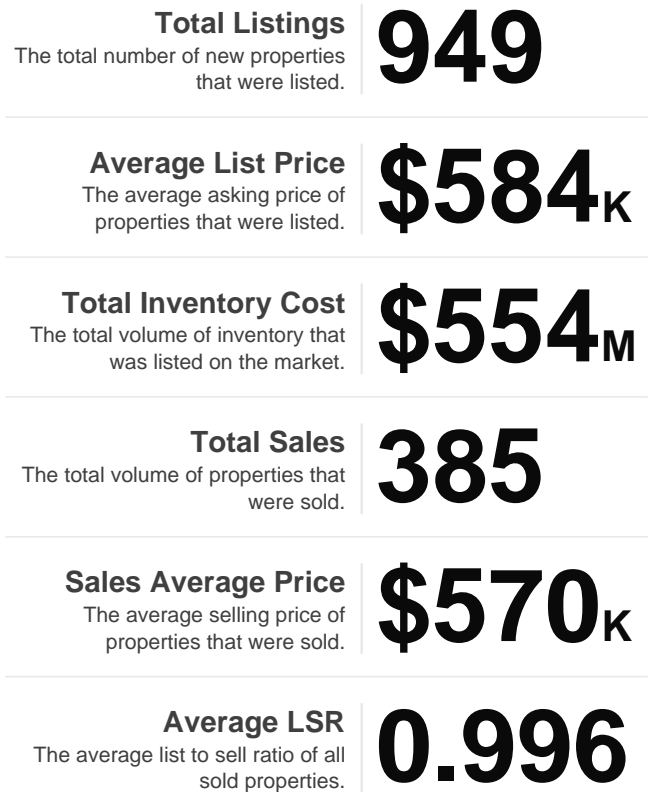 Total Listings
The total number of new properties
that were listed.
949
Average List Price
The average asking price of
properties that were listed.
$584K
Total Inventory Cost
The total volume of inventory that
was listed on the market.
$554M
Total Sales
The total volume of properties that
were sold.
385
Sales Average Price
The average selling price of
properties that were sold.
$570K
Average LSR
The average list to sell ratio of all
sold properties.
0.996